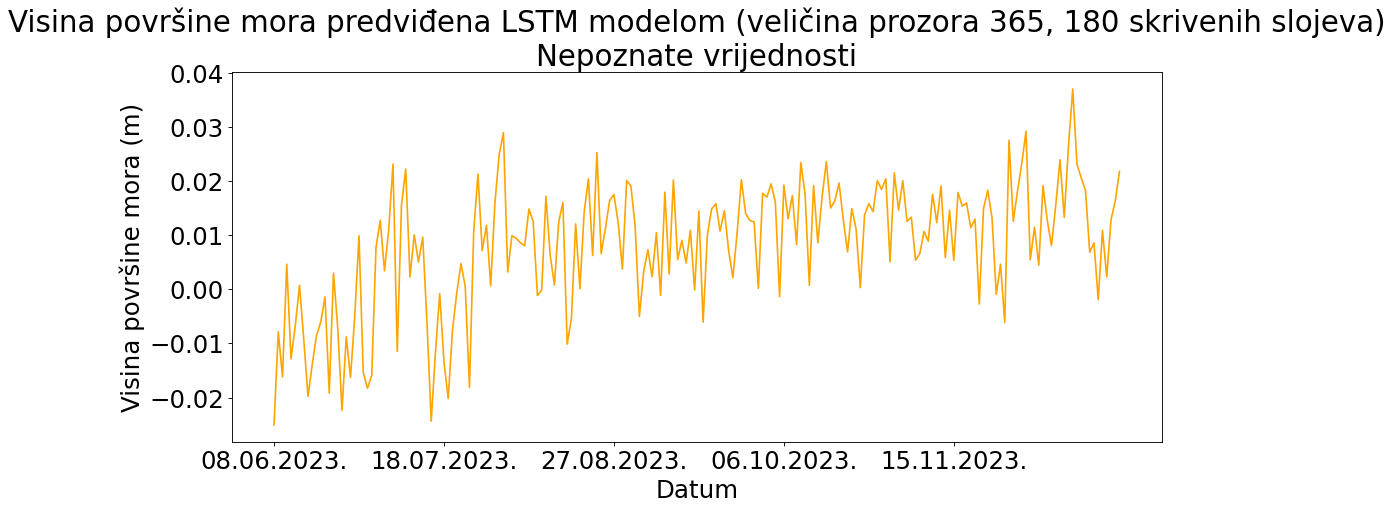 Visina površine mora predviđena LSTM modelom (veličina prozora 365, 180 skrivenih slojeva)
Nepoznate vrijednosti
Visina površine mora (m)
0.04
0.03
0.02
0.01
0.00
−0.01
−0.02
08.06.2023. 18.07.2023. 27.08.2023. 06.10.2023. 15.11.2023.
Datum